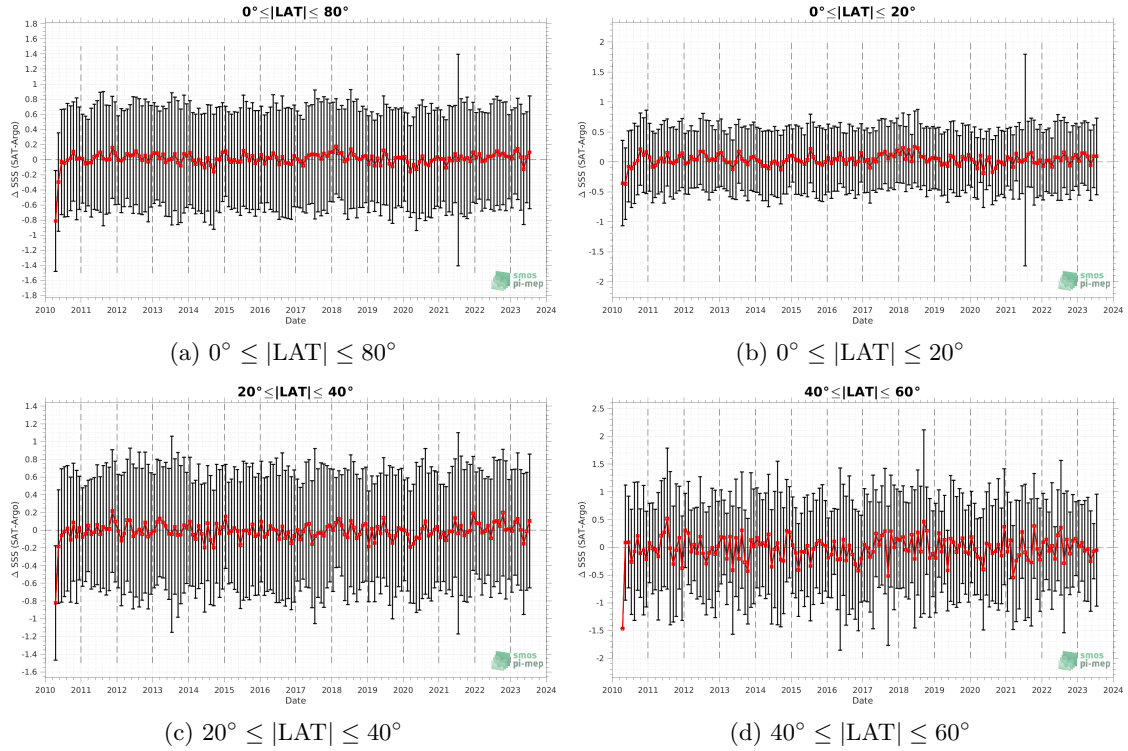 0°≤|LAT|≤ 80°
1.8
1.6
1.4
1.2
1
0.8
0.6
0.4
0.2
0
-0.2
-0.4
-0.6
-0.8
-1
-1.2
-1.4
-1.6
-1.8
Δ SSS (SAT-Argo)
2010 2011 2012 2013 2014 2015 2016 2017 2018 2019 2020 2021 2022 2023 2024
Date
smos
pi-mep
(a) 0° ≤ |LAT| ≤ 80°
0°≤|LAT|≤ 20°
2
1.5
1
0.5
0
-0.5
-1
-1.5
-2
Δ SSS (SAT-Argo)
2010 2011 2012 2013 2014 2015 2016 2017 2018 2019 2020 2021 2022 2023 2024
Date
smos
pi-mep
(b) 0° ≤ |LAT| ≤ 20°
20°≤|LAT|≤ 40°
1.4
1.2
1
0.8
0.6
0.4
0.2
0
-0.2
-0.4
-0.6
-0.8
-1
-1.2
-1.4
-1.6
Δ SSS (SAT-Argo)
2010 2011 2012 2013 2014 2015 2016 2017 2018 2019 2020 2021 2022 2023 2024
Date
smos
pi-mep
(c) 20° ≤ |LAT| ≤ 40°
40°≤|LAT|≤ 60°
2.5
2
1.5
1
0.5
0
-0.5
-1
-1.5
-2
Δ SSS (SAT-Argo)
2010 2011 2012 2013 2014 2015 2016 2017 2018 2019 2020 2021 2022 2023 2024
Date
smos
pi-mep
(d) 40° ≤ |LAT| ≤ 60°